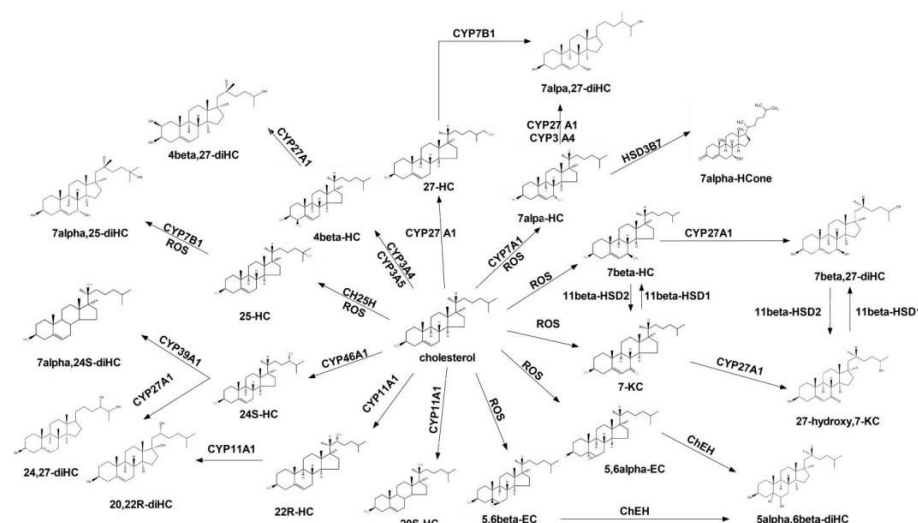 CYP7B1
7alpa,27-diHC
CYP27A1
4beta,27-diHC
CYP27 A1
CYP3 A4
HSD3B7
7alpha-HCone
27-HC
7alpa-HC
4beta-HC
7alpha,25-diHC
CYP7B1
ROS
CYP3A4
CYP3A5
CYP27 A1
CYP7A1
ROS
CYP27A1
7beta-HC
7beta,27-diHC
ROS
11beta-HSD2
11beta-HSD1
11beta-HSD2
11beta-HSD1
25-HC
CH25H
ROS
cholesterol
ROS
7-KC
CYP27A1
27-hydroxy,7-KC
7alpha,24S-diHC
CYP39A1
CYP27A1
CYP46A1
24S-HC
CYP11A1
CYP11A1
ROS
ROS
5,6alpha-EC
ChEH
24,27-diHC
20,22R-diHC
CYP11A1
22R-HC
20S-HC
5,6beta-EC
ChEH
5alpha,6beta-diHC